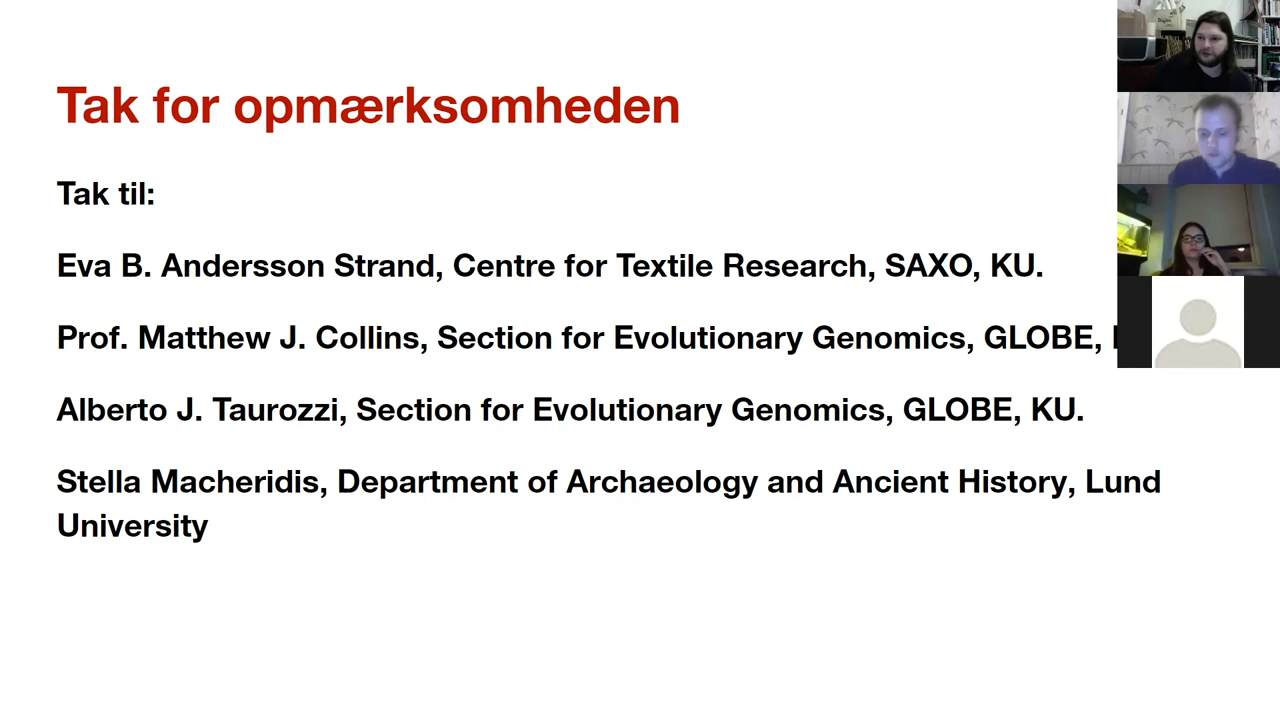 Tak for opmærksomheden
Tak til:
Eva B. Andersson Strand, Centre for Textile Research, SAXO, KU.
Prof. Matthew J. Collins, Section for Evolutionary Genomics, GLOBE,
Alberto J. Taurozzi, Section for Evolutionary Genomics, GLOBE, KU.
Stella Macheridis, Department of Archaeology and Ancient History, Lund
University